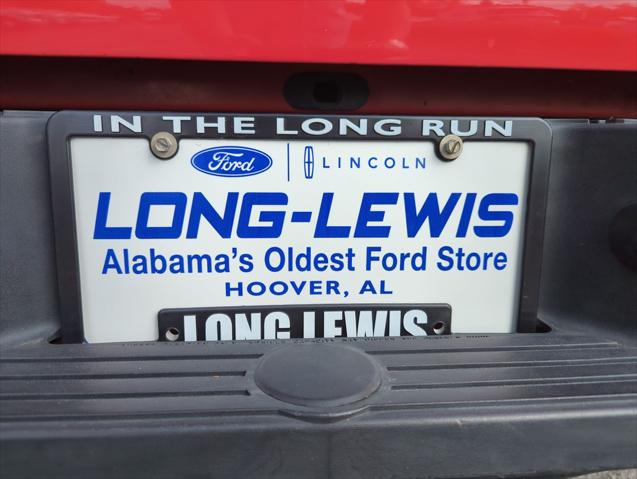 IN THE LONG RUN
Ford | LINCOLN
LONG-LEWIS
Alabama's Oldest Ford Store
HOOVER, AL
LONG LEWIS